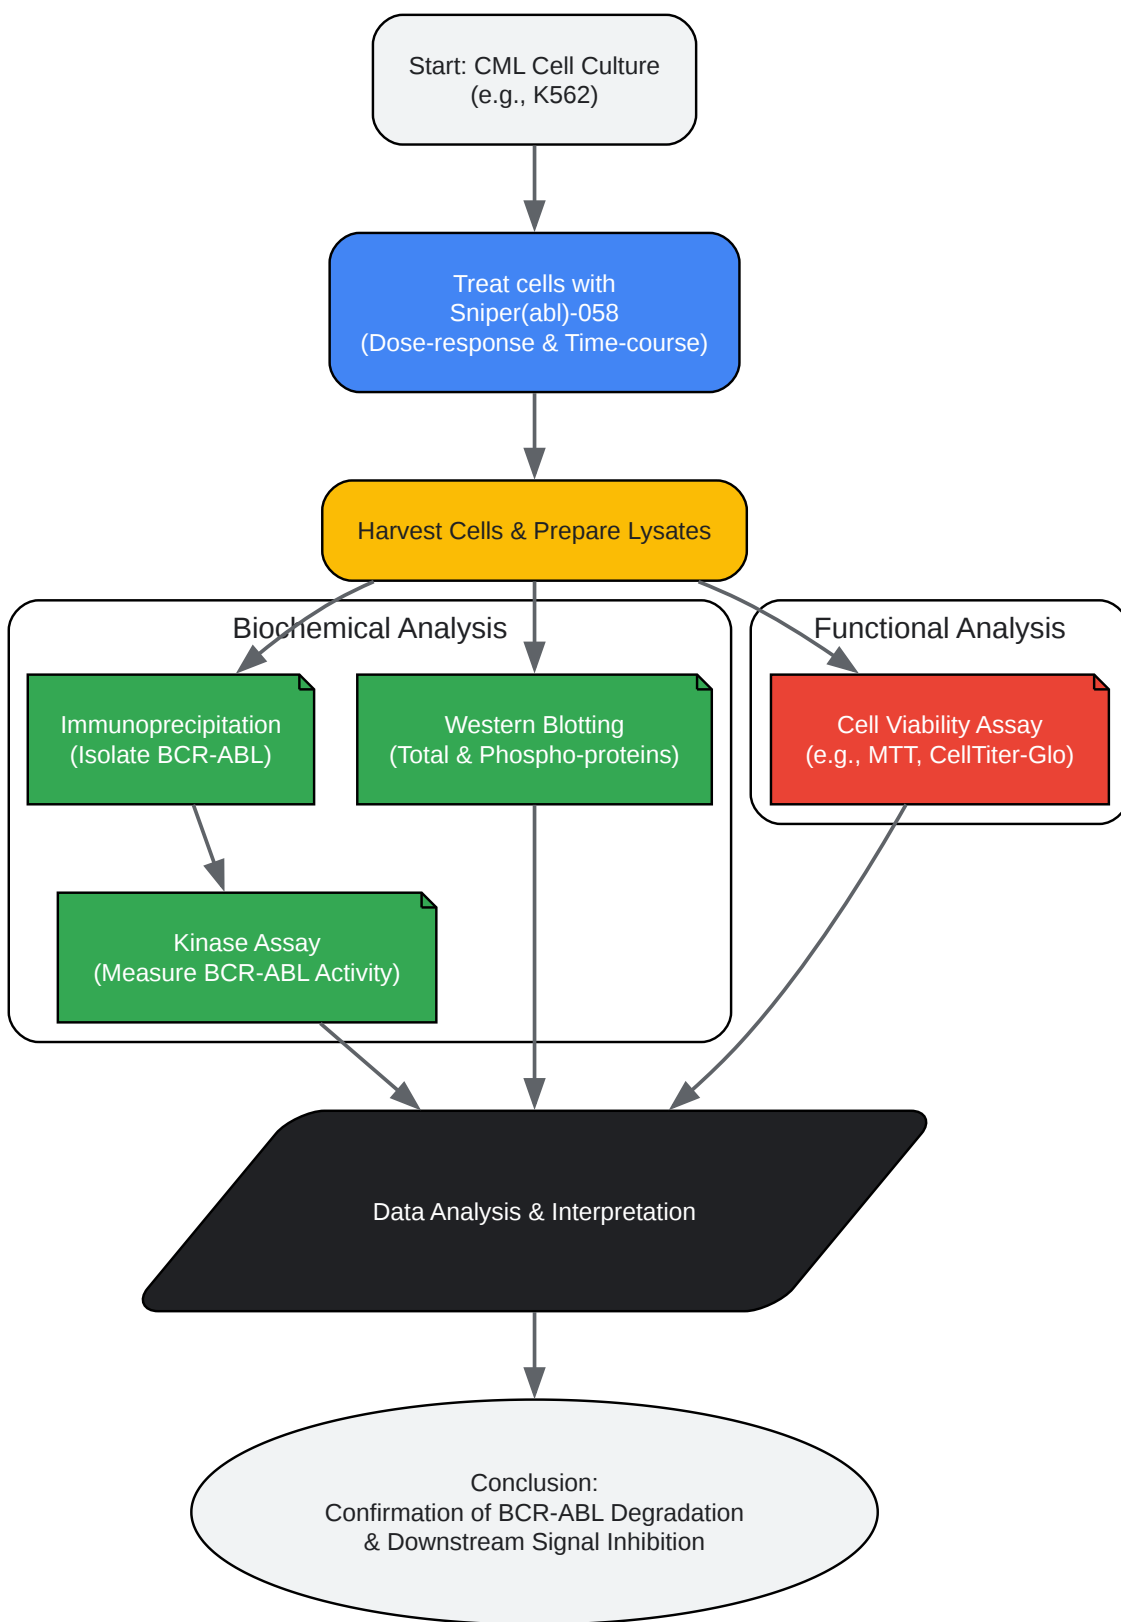 Start: CML Cell Culture
(e.g., K562)
Treat cells with
Sniper(abl)-058
(Dose-response & Time-course)
Harvest Cells & Prepare Lysates
Biochemical Analysis
Functional Analysis
Immunoprecipitation
(Isolate BCR-ABL)
Western Blotting
(Total & Phospho-proteins)
Cell Viability Assay
(e.g., MTT, CellTiter-Glo)
Kinase Assay
(Measure BCR-ABL Activity)
Data Analysis & Interpretation
Conclusion:
Confirmation of BCR-ABL Degradation
& Downstream Signal Inhibition